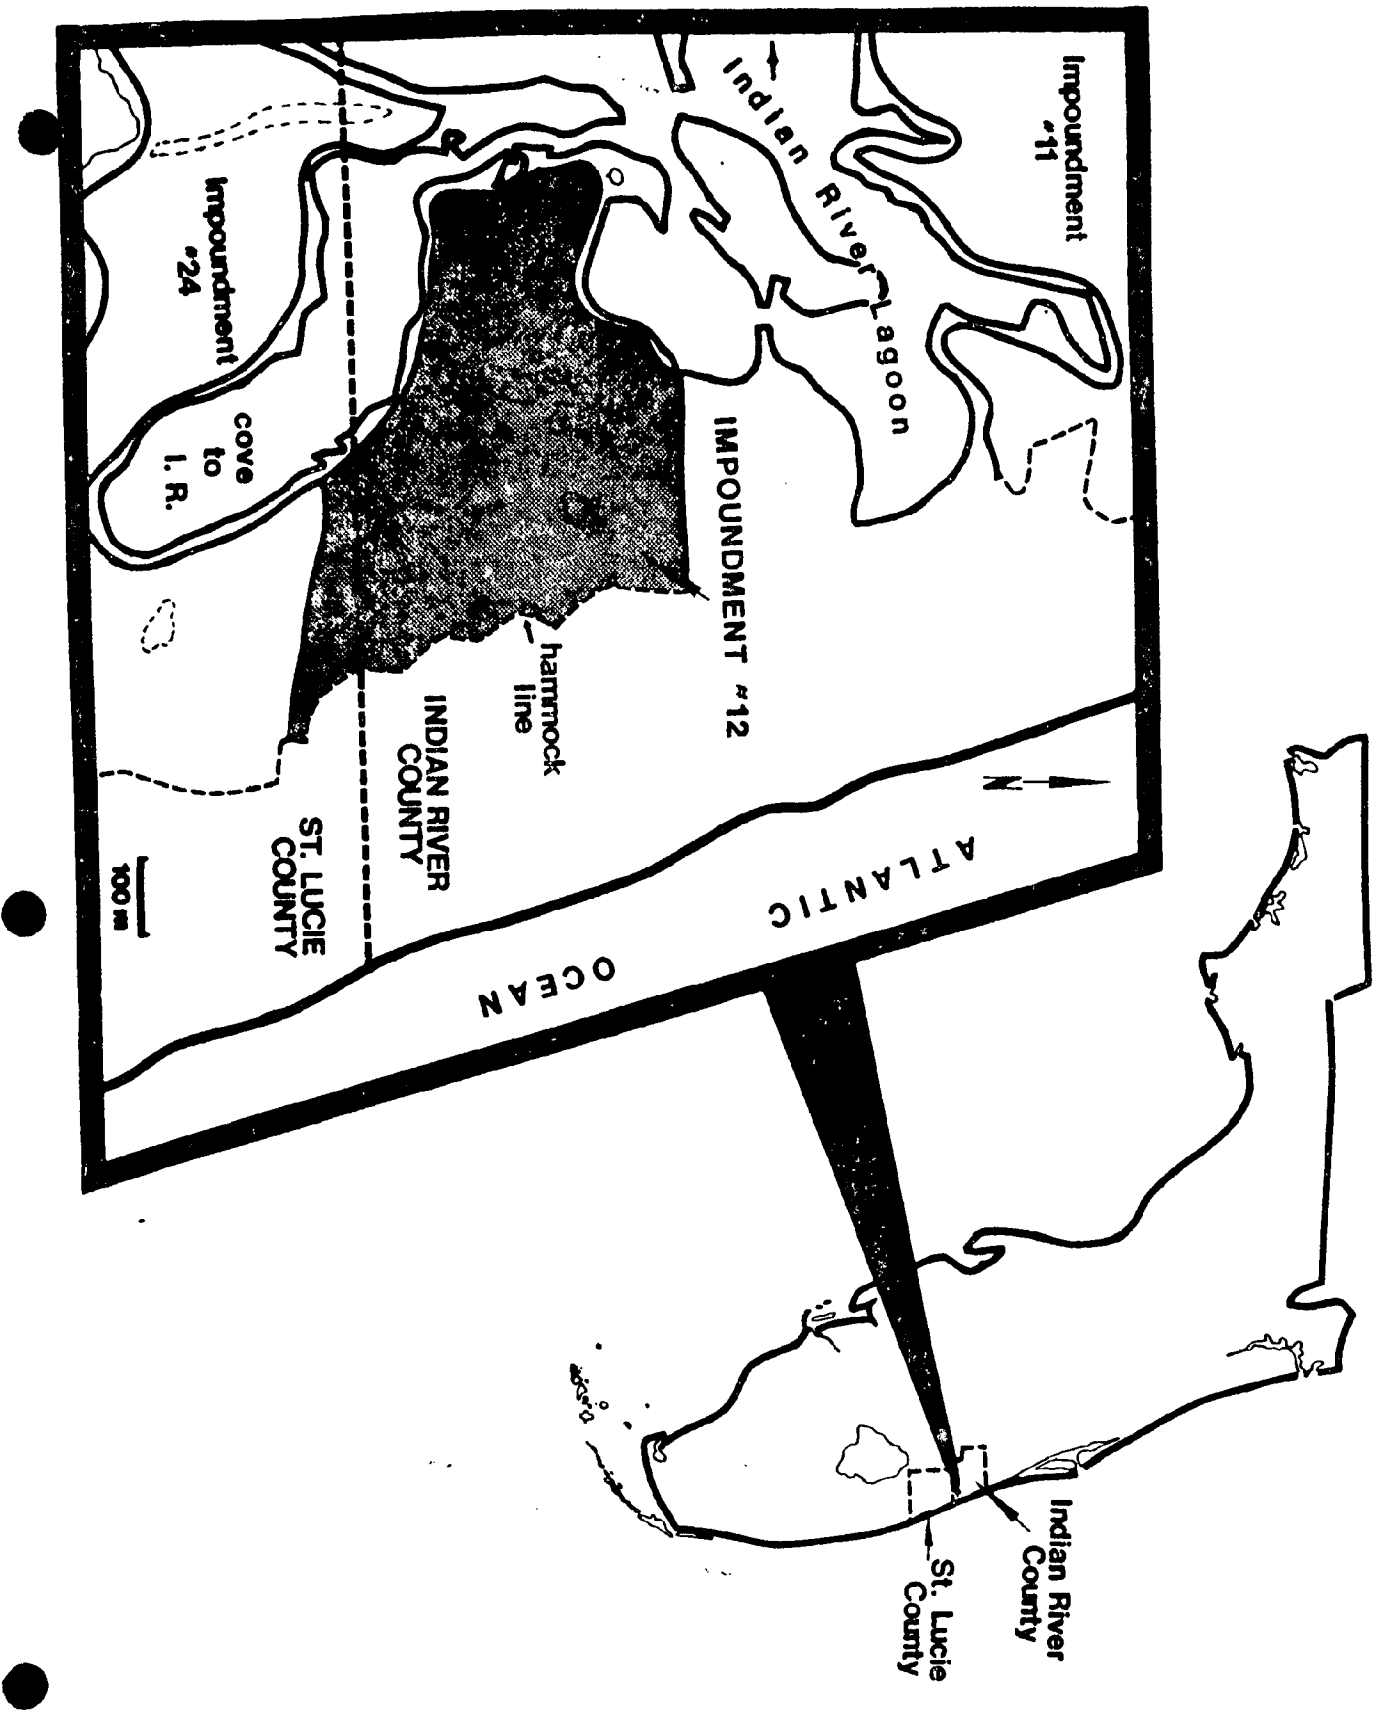 Impoundment
"11
Indian River Lagoon
IMPOUNDMENT "12
hammock
line
Impoundment
"24
cove
to
I. R.
INDIAN RIVER
COUNTY
ST. LUCIE
COUNTY
100 m
N
ATLANTIC
OCEAN
Indian River
County
St. Lucie
County